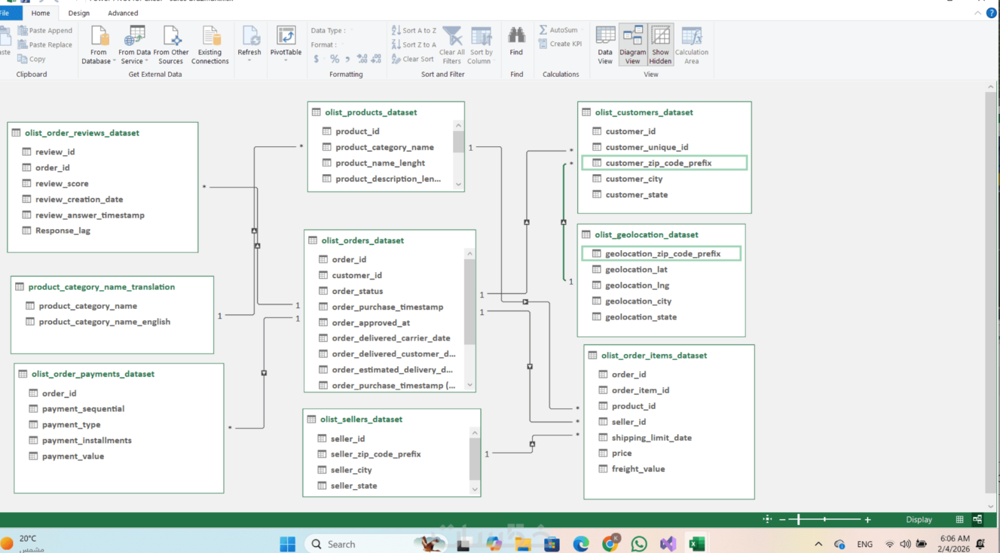 File
Home
Design
Advanced
Paste Append
Paste Replace
Copy
Clipboard
From
Database
From Data
Service
From Other
Sources
Existing
Connections
Get External Data
Refresh
PivotTable
Data Type :
Format :
$ % ,
Formatting
Sort A to Z
Sort Z to A
Clear Sort
Clear All
Filters
Sort by
Column
Sort and Filter
Find
Find
AutoSum
Create KPI
Calculations
Data
View
Diagram
View
Show
Hidden
Calculation
Area
View
olist_order_reviews_dataset
review_id
order_id
review_score
review_creation_date
review_answer_timestamp
Response_lag
product_category_name_translation
product_category_name
product_category_name_english
olist_order_payments_dataset
order_id
payment_sequential
payment_type
payment_installments
payment_value
olist_products_dataset
product_id
product_category_name
product_name_lenght
product_description_len...
olist_orders_dataset
order_id
customer_id
order_status
order_purchase_timestamp
order_approved_at
order_delivered_carrier_date
order_delivered_customer_d...
order_estimated_delivery_d...
order_purchase_timestamp (...
olist_sellers_dataset
seller_id
seller_zip_code_prefix
seller_city
seller_state
olist_customers_dataset
customer_id
customer_unique_id
customer_zip_code_prefix
customer_city
customer_state
olist_geolocation_dataset
geolocation_zip_code_prefix
geolocation_lat
geolocation_lng
geolocation_city
geolocation_state
olist_order_items_dataset
order_id
order_item_id
product_id
seller_id
shipping_limit_date
price
freight_value
* 1
* 1
1 *
1 *
1 *
1 *
1 *
1 *
Display
20°C
مشمس
Search
ENG
6:06 AM
2/4/2026